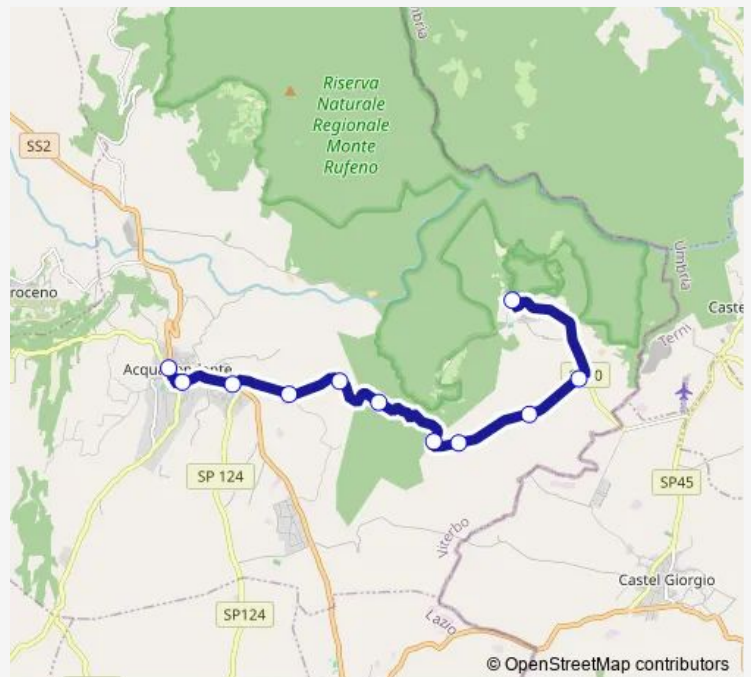 Riserva
Naturale
Regionale
Monte
Rufeno
SS2
Umbria
roceno
Caste
Terni
SP 124
SP45
Viterbo
Castel Giorgio
SP124
Lazio
© OpenStreetMap contributors